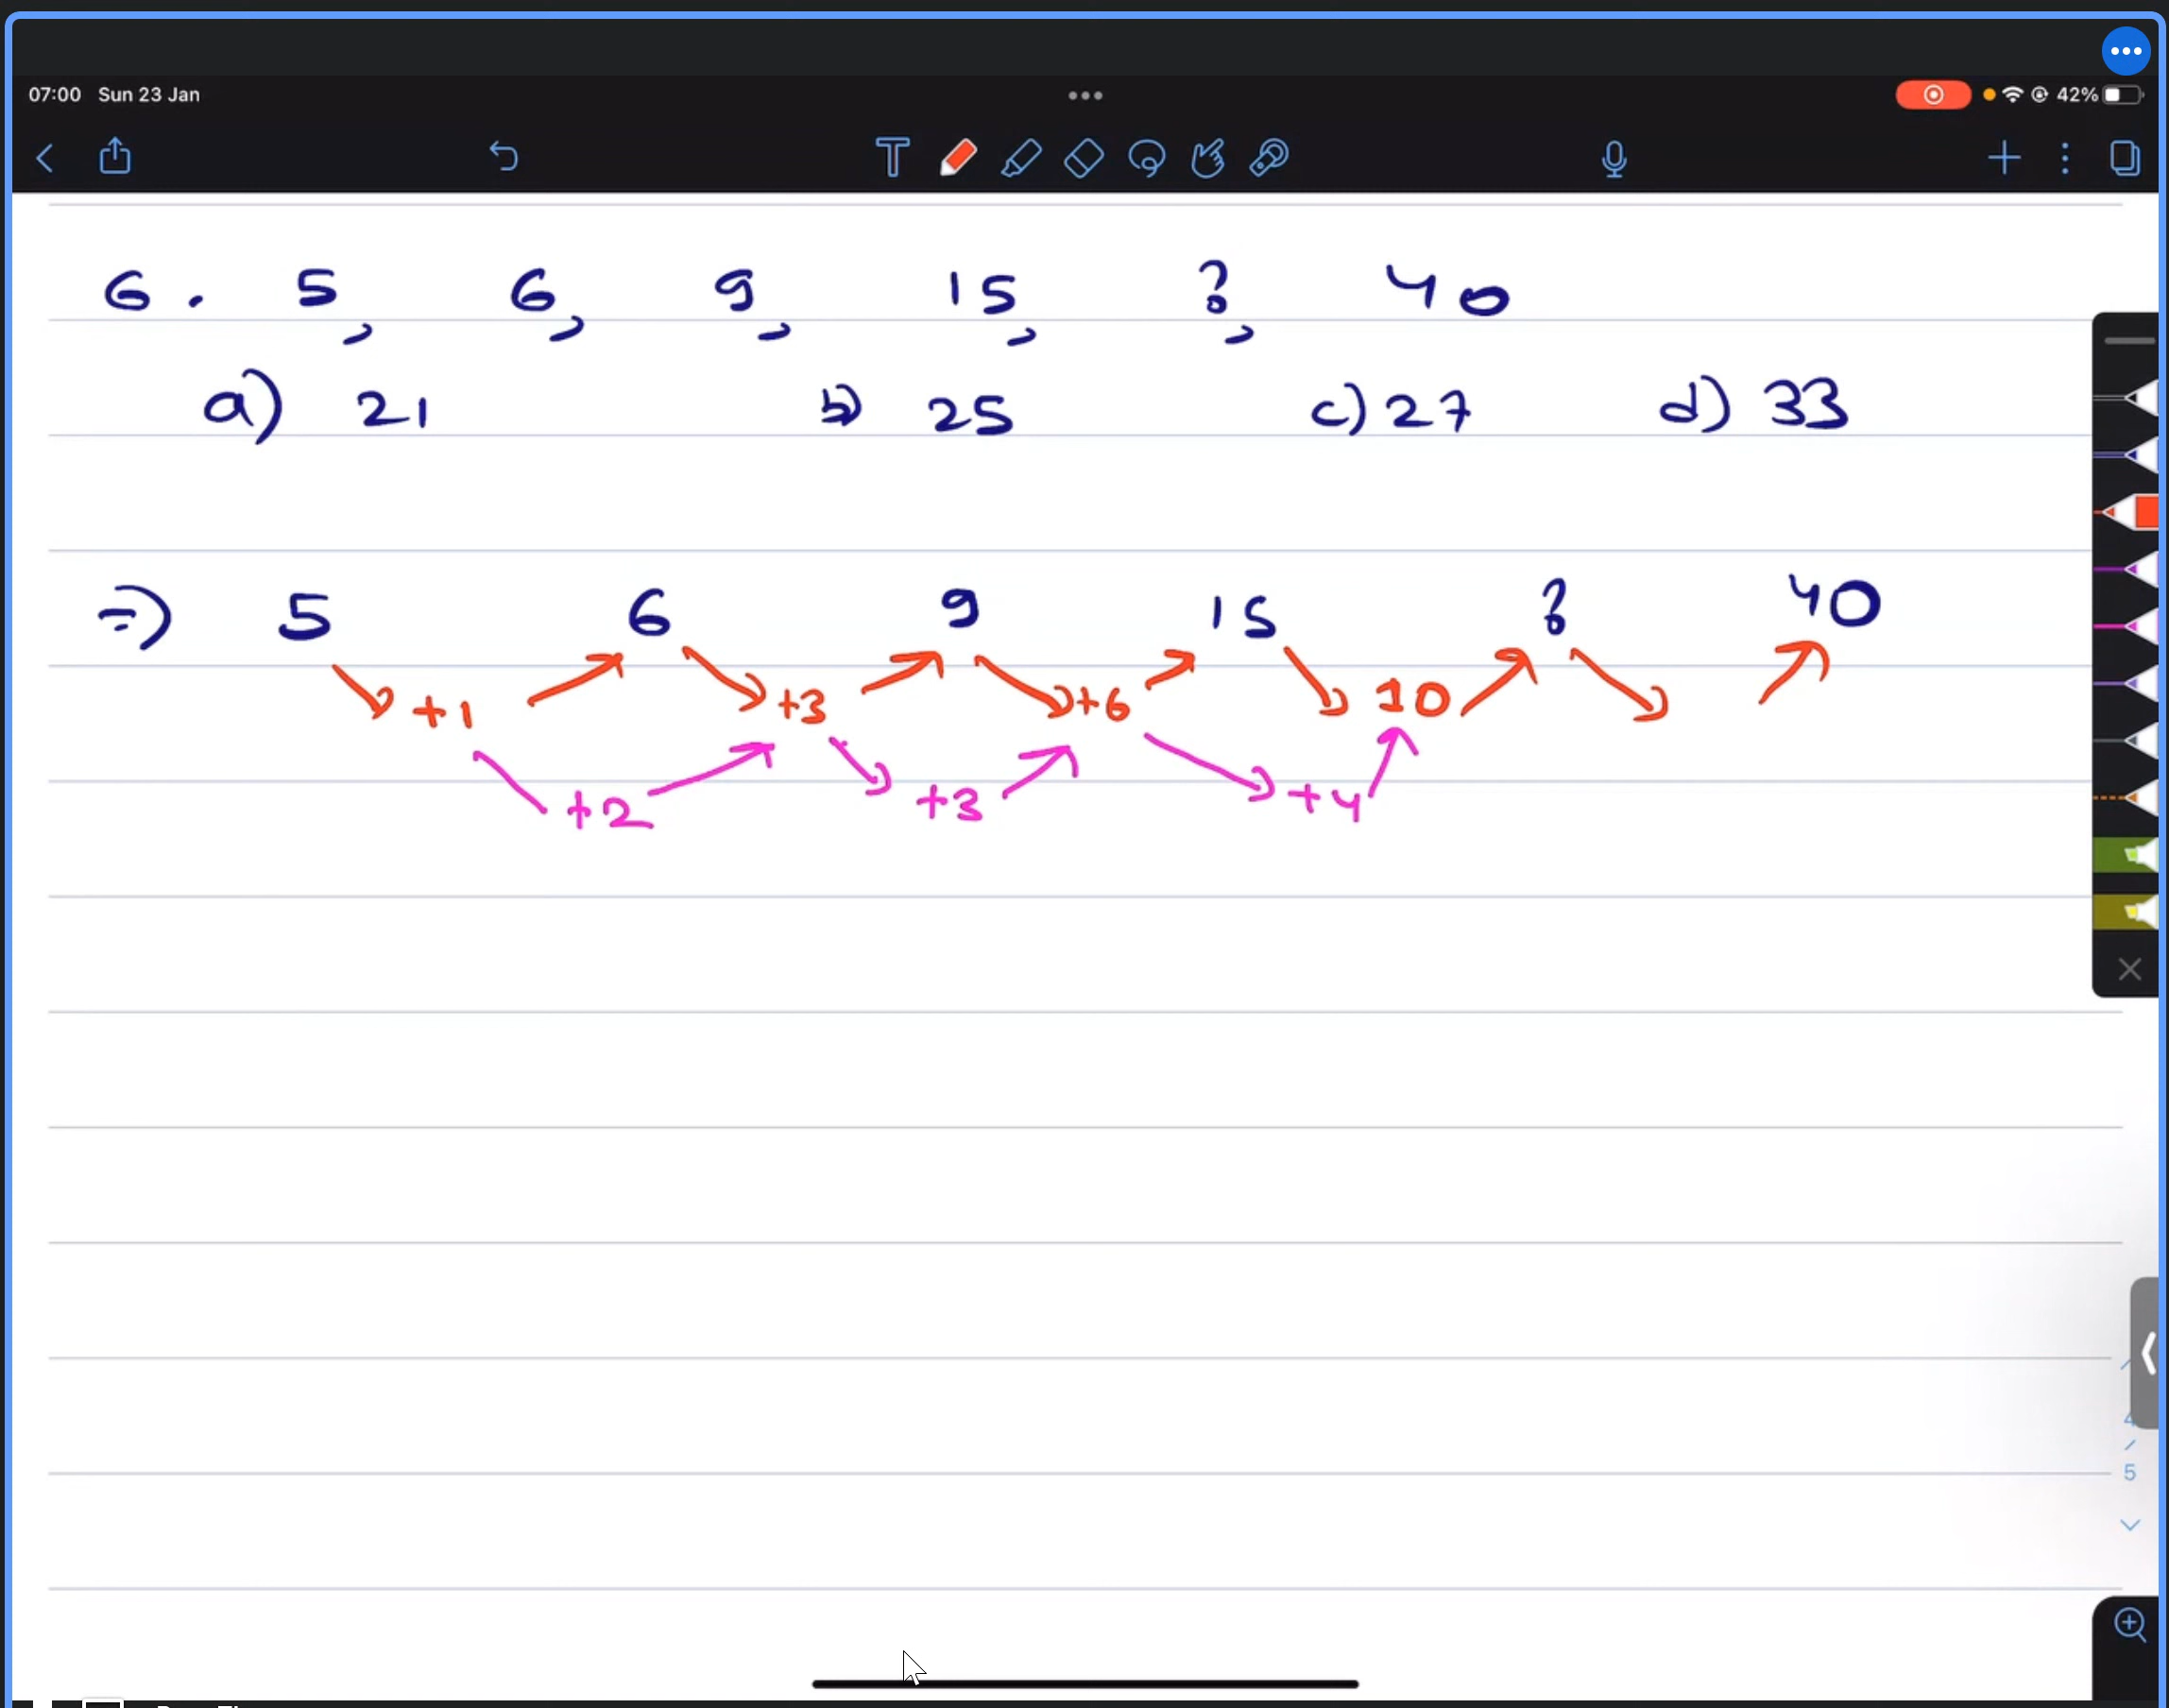 07:00 Sun 23 Jan
42%
6. 5, 6, 9, 15, ?, 40
a) 21 b) 25 c) 27 d) 33
⇒) 5 6 9 15 ? 40
+1 +3 +6 10
+2 +3 +4
4
/
5